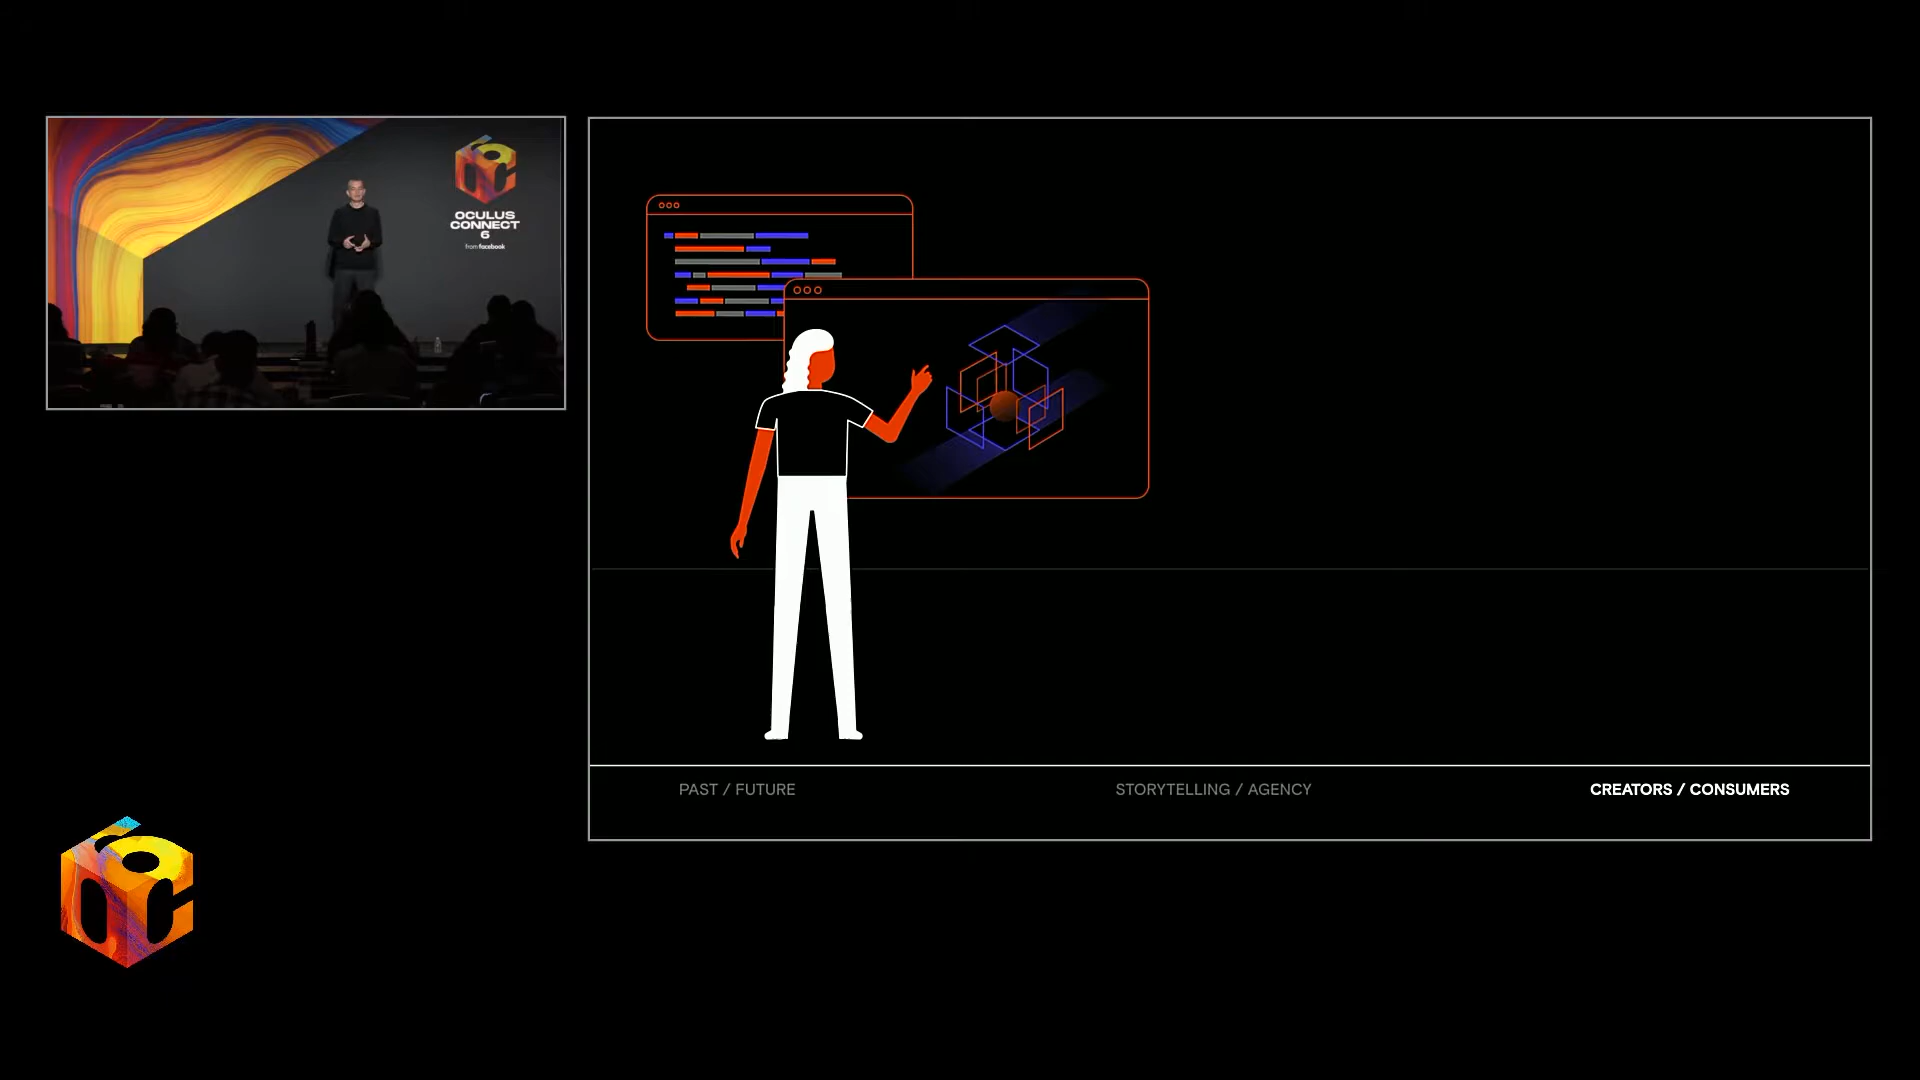 OCULUS
CONNECT
6
from facebook
PAST / FUTURE
STORYTELLING / AGENCY
CREATORS / CONSUMERS